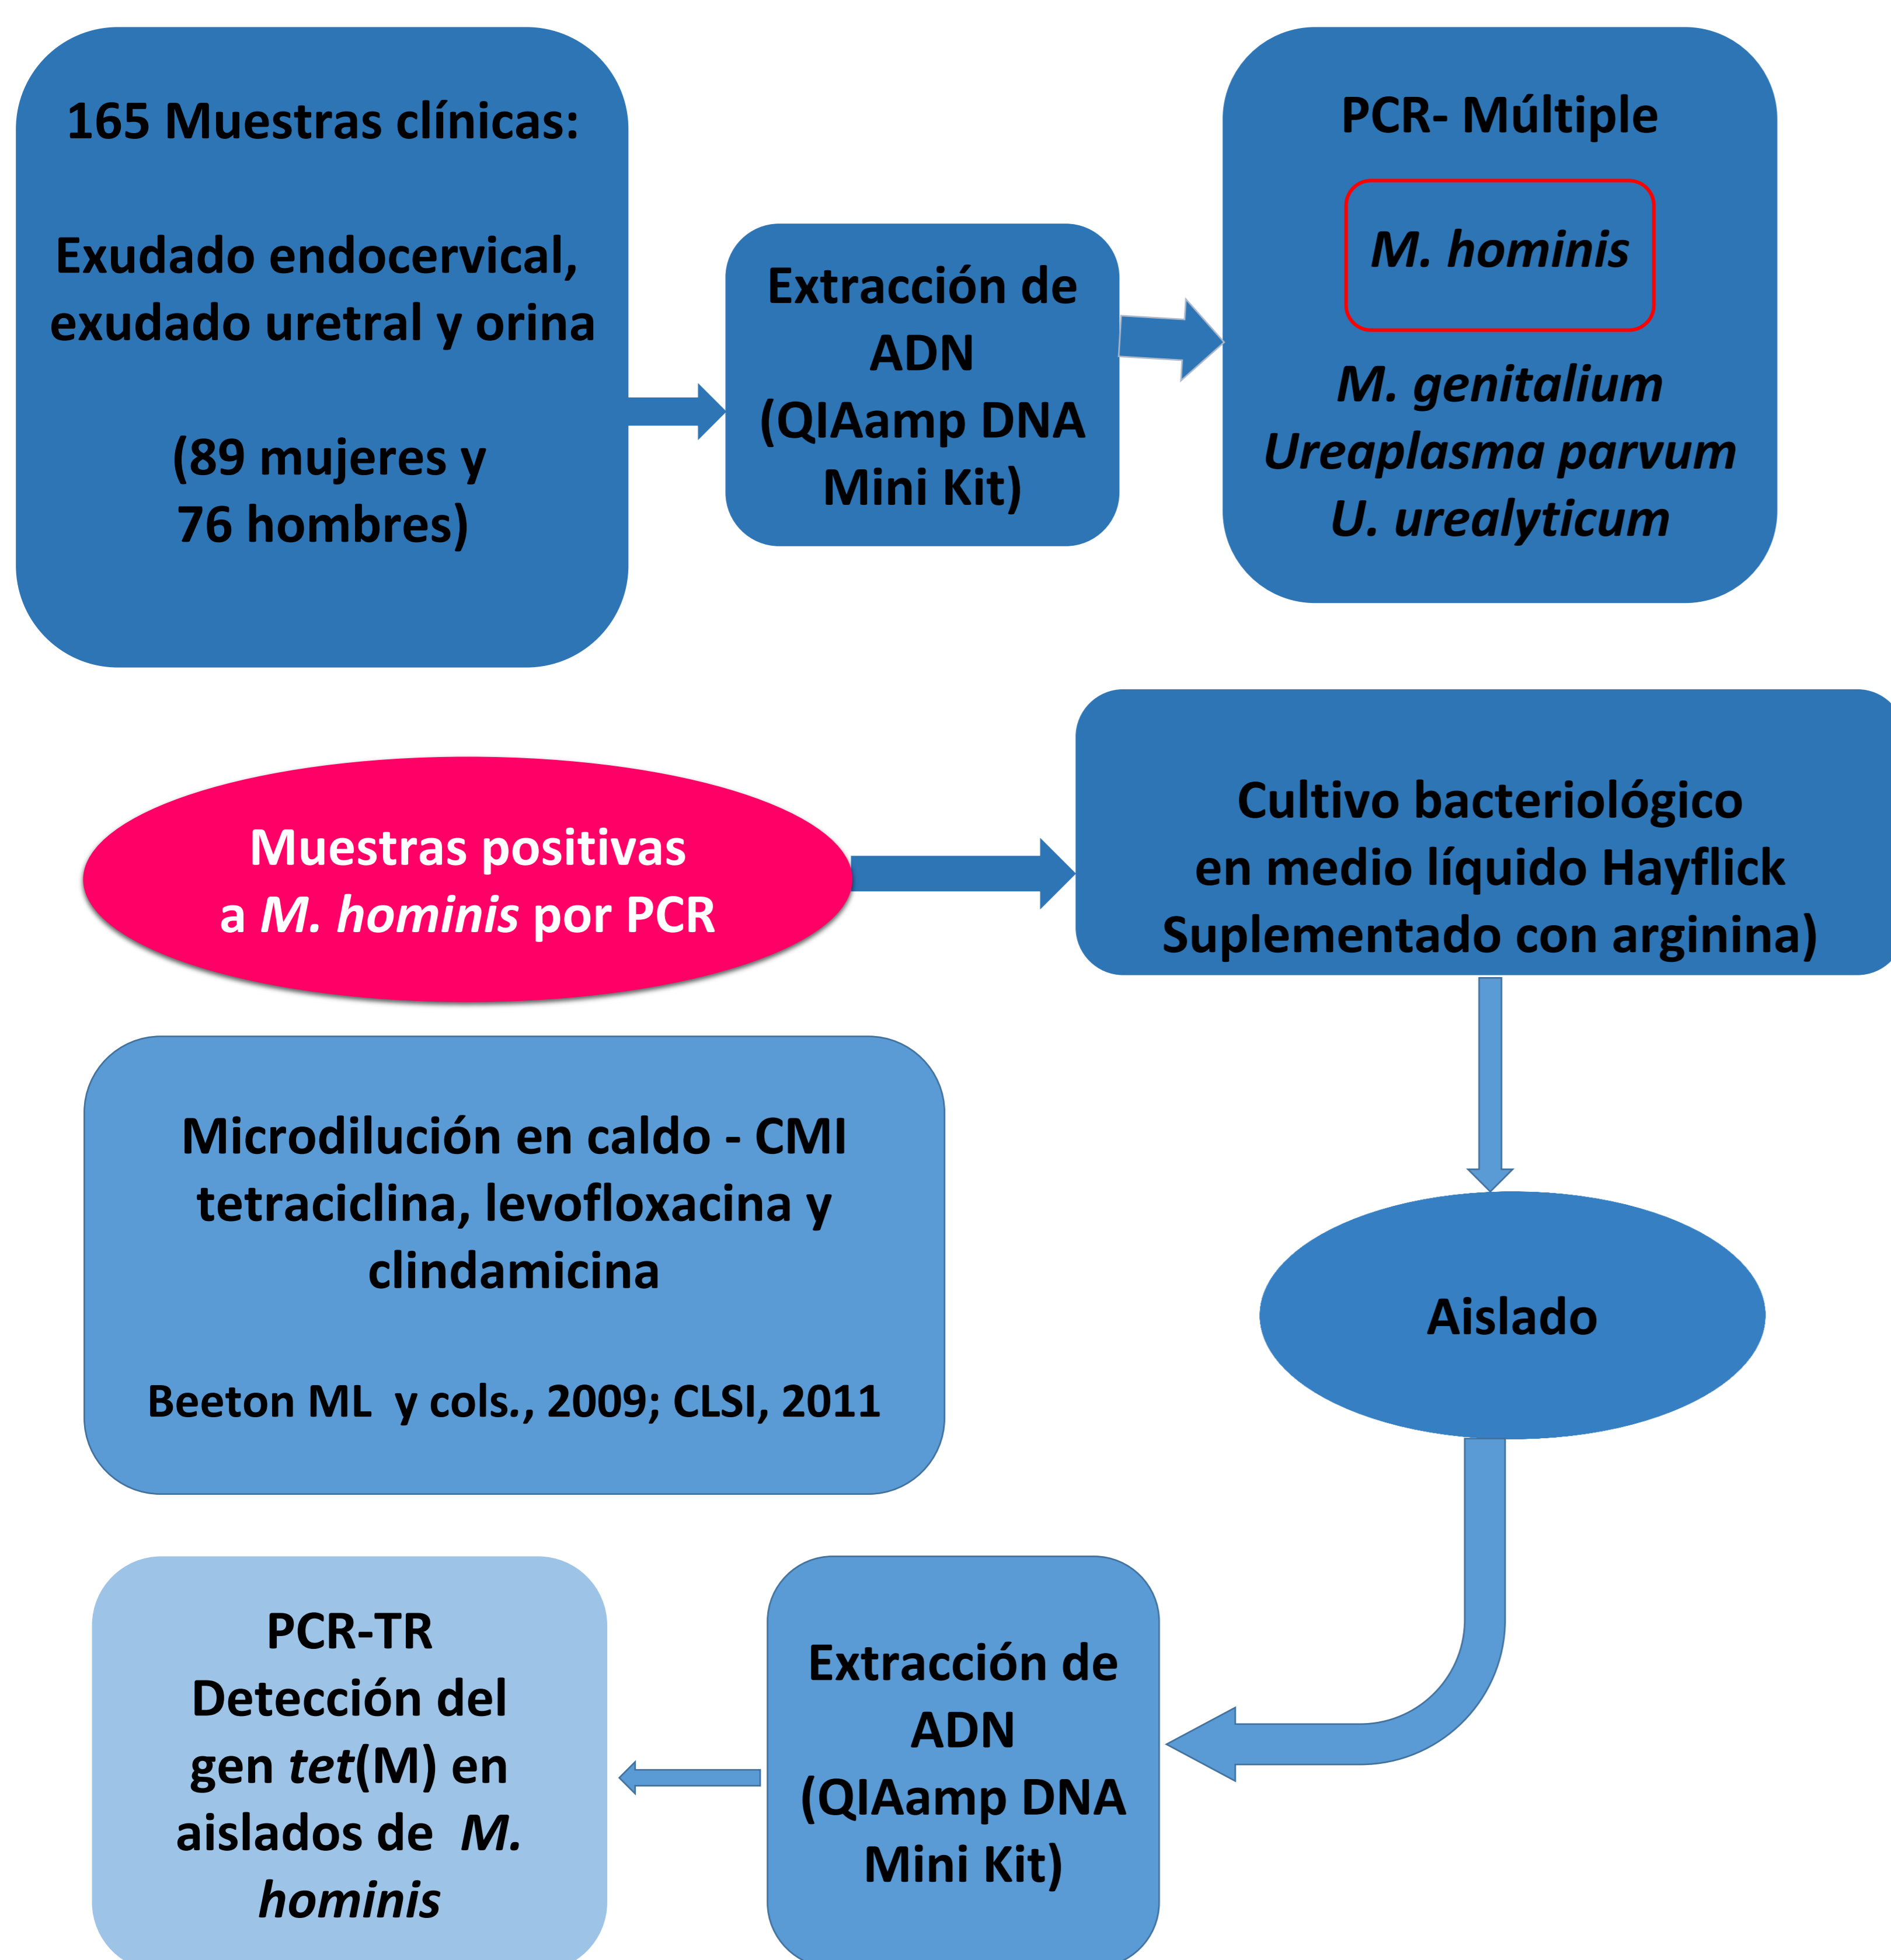 165 Muestras clínicas:
Exudado endocervical,
exudado uretral y orina
(89 mujeres y
76 hombres)
Extracción de
ADN
(QIAamp DNA
Mini Kit)
PCR- Múltiple
M. hominis
M. genitalium
Ureaplasma parvum
U. urealyticum
Muestras positivas
a M. hominis por PCR
Cultivo bacteriológico
en medio líquido Hayflick
Suplementado con arginina)
Microdilución en caldo - CMI
tetraciclina, levofloxacina y
clindamicina
Beeton ML  y cols., 2009; CLSI, 2011
Aislado
PCR-TR
Detección del
gen tet(M) en
aislados de  M.
hominis
Extracción de
ADN
(QIAamp DNA
Mini Kit)